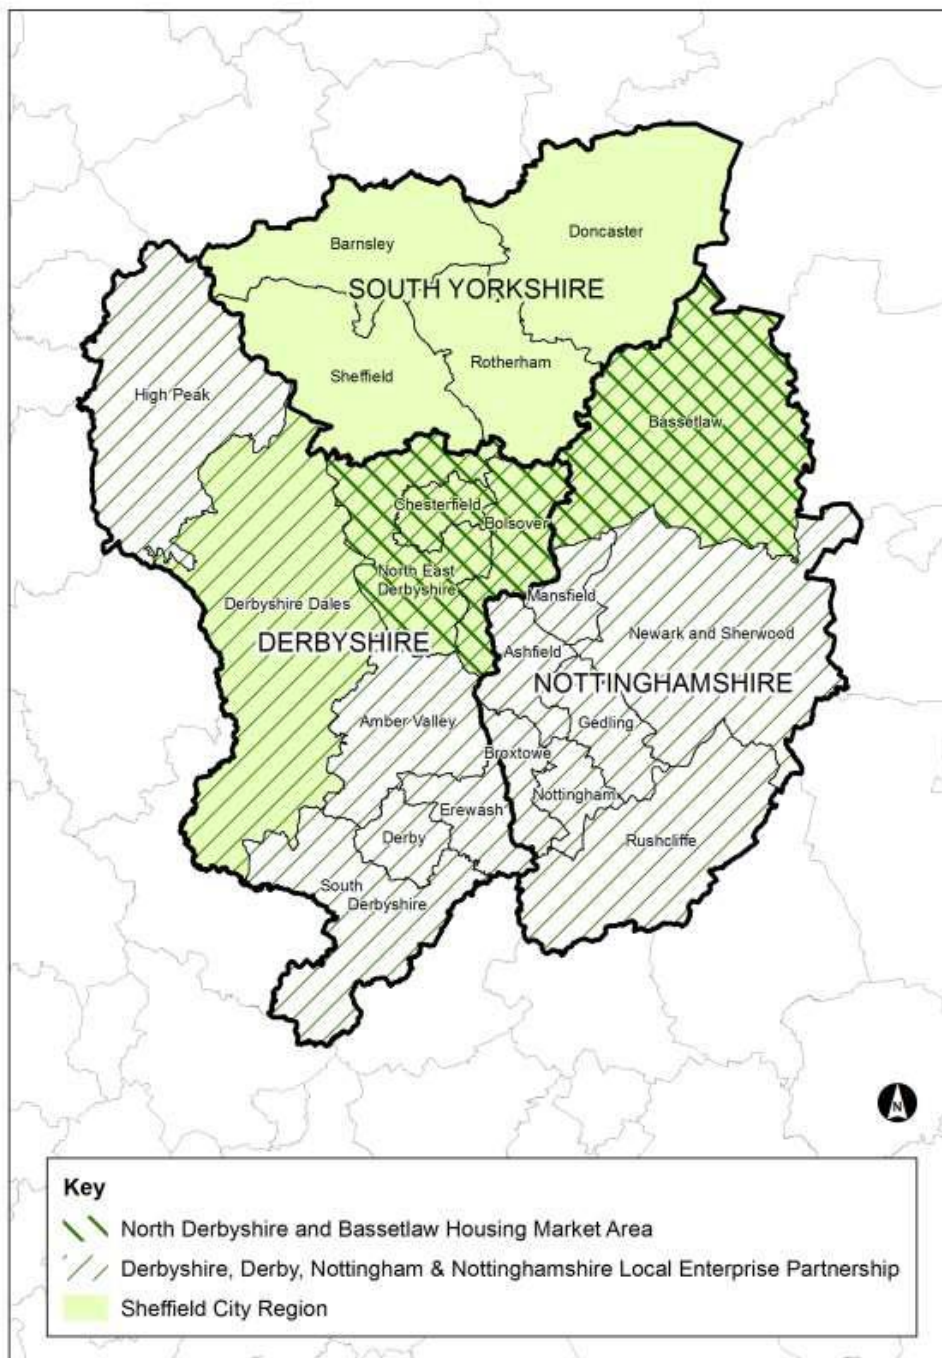 Barnsley
Doncaster
SOUTH YORKSHIRE
Sheffield
Rotherham
High Peak
Bassetlaw
Chesterfield
Bolsover
North East
Derbyshire
Derbyshire Dales
Mansfield
DERBYSHIRE
Newark and Sherwood
Ashfield
NOTTINGHAMSHIRE
Amber Valley
Gedling
Broxtowe
Nottingham
Erewash
Derby
Rushcliffe
South
Derbyshire
N
Key
North Derbyshire and Bassetlaw Housing Market Area
Derbyshire, Derby, Nottingham & Nottinghamshire Local Enterprise Partnership
Sheffield City Region